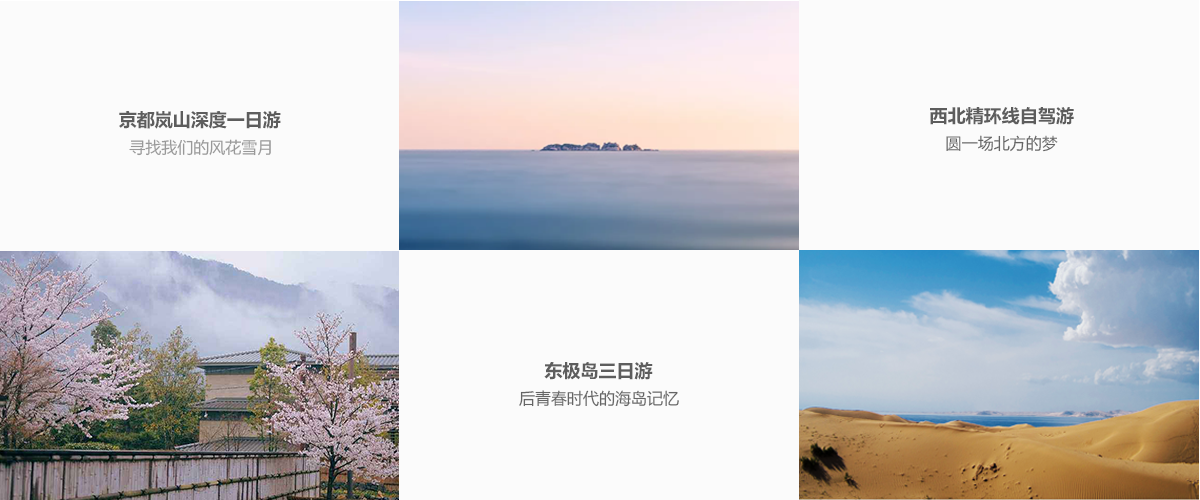 京都岚山深度一日游
寻找我们的风花雪月
西北精环线自驾游
圆一场北方的梦
东极岛三日游
后青春时代的海岛记忆